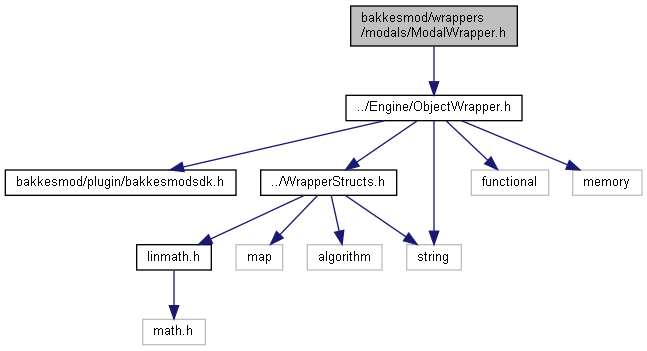 bakkesmod/wrappers
/modals/ModalWrapper.h
../Engine/ObjectWrapper.h
bakkesmod/plugin/bakkesmodsdk.h
../WrapperStructs.h
functional
memory
linmath.h
map
algorithm
string
math.h